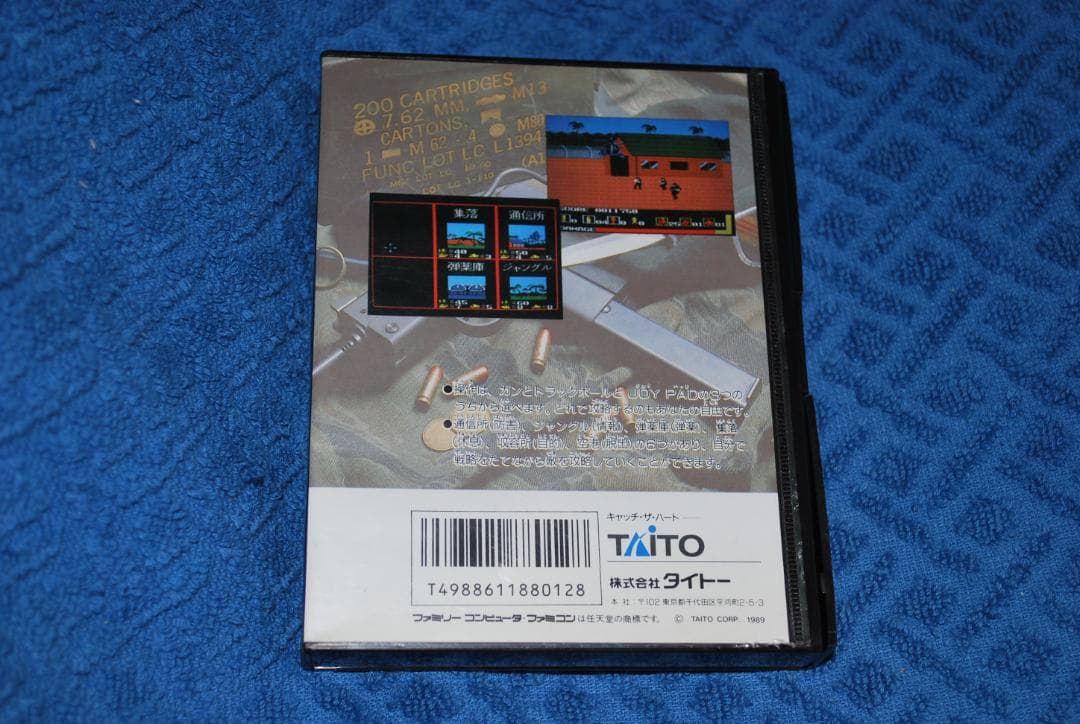 200 CARTRIDGES
7.62 MM. M13
CARTONS. M80
1 M 62 - 4
FUNC LOT LC L1394
(A1
SCORE 0011750
DAMAGE
集落 通信所
40 50
弾薬庫 ジャングル
45 60
●操作は、ガンとトラックボールと JOY PADの3つの
うちから選べます。どれで攻略するのもあなたの自由です。
●通信所(防害)、ジャングル(情報)、弾薬庫(弾薬)、集落
(休息)、収容所(目的)、空港(脱出)の6つがあり、自分で
戦略をたてながら敵を攻略していくことができます。
キャッチ・ザ・ハート
TAITO
株式会社 タイトー
T4988611880128
本 社：〒102 東京都千代田区平河町2-5-3
ファミリー コンピュータ・ファミコンは任天堂の商標です。 © TAITO CORP. 1989